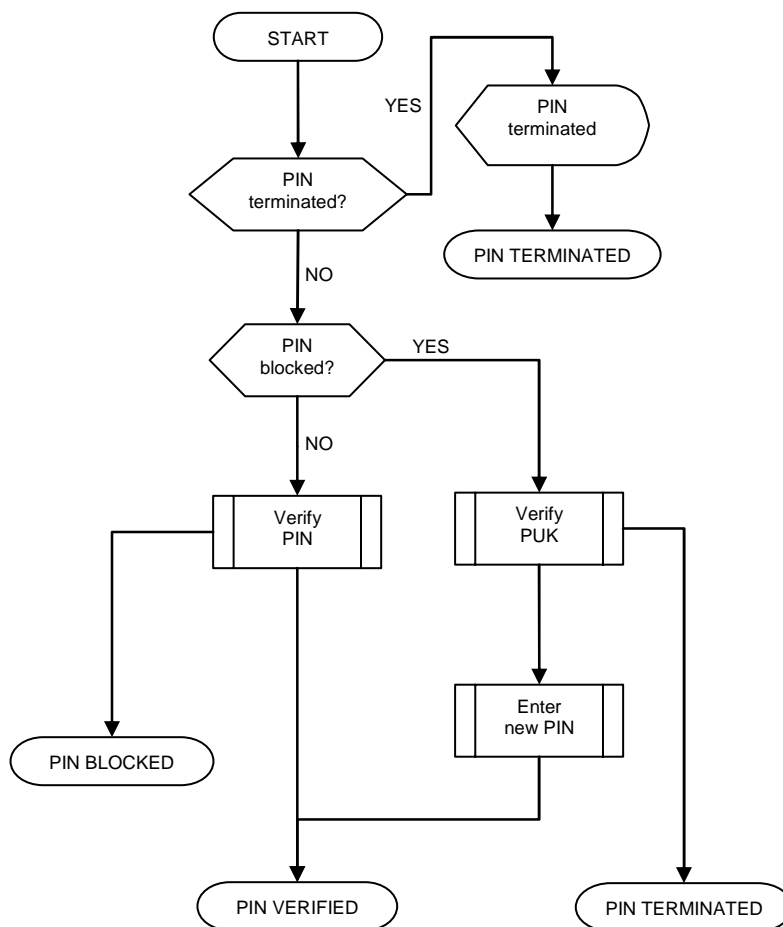 START
YES
PIN
terminated
PIN
terminated?
PIN TERMINATED
NO
PIN
blocked?
YES
NO
Verify
PIN
Verify
PUK
Enter
new PIN
PIN BLOCKED
PIN VERIFIED
PIN TERMINATED